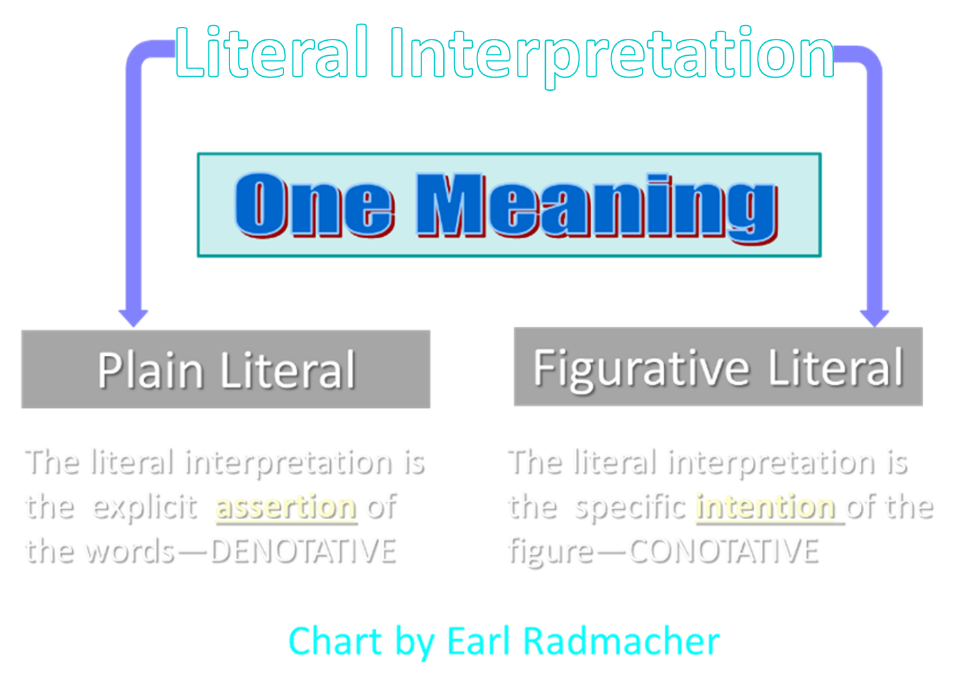 Literal Interpretation
One Meaning
Plain Literal
The literal interpretation is
the explicit assertion of
the words—DENOTATIVE
Figurative Literal
The literal interpretation is
the specific intention of the
figure—CONOTATIVE
Chart by Earl Radmacher